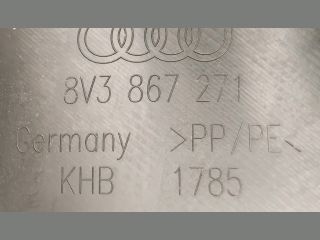 8V3 867 271
Germany >PP/PE<
KHB 1785